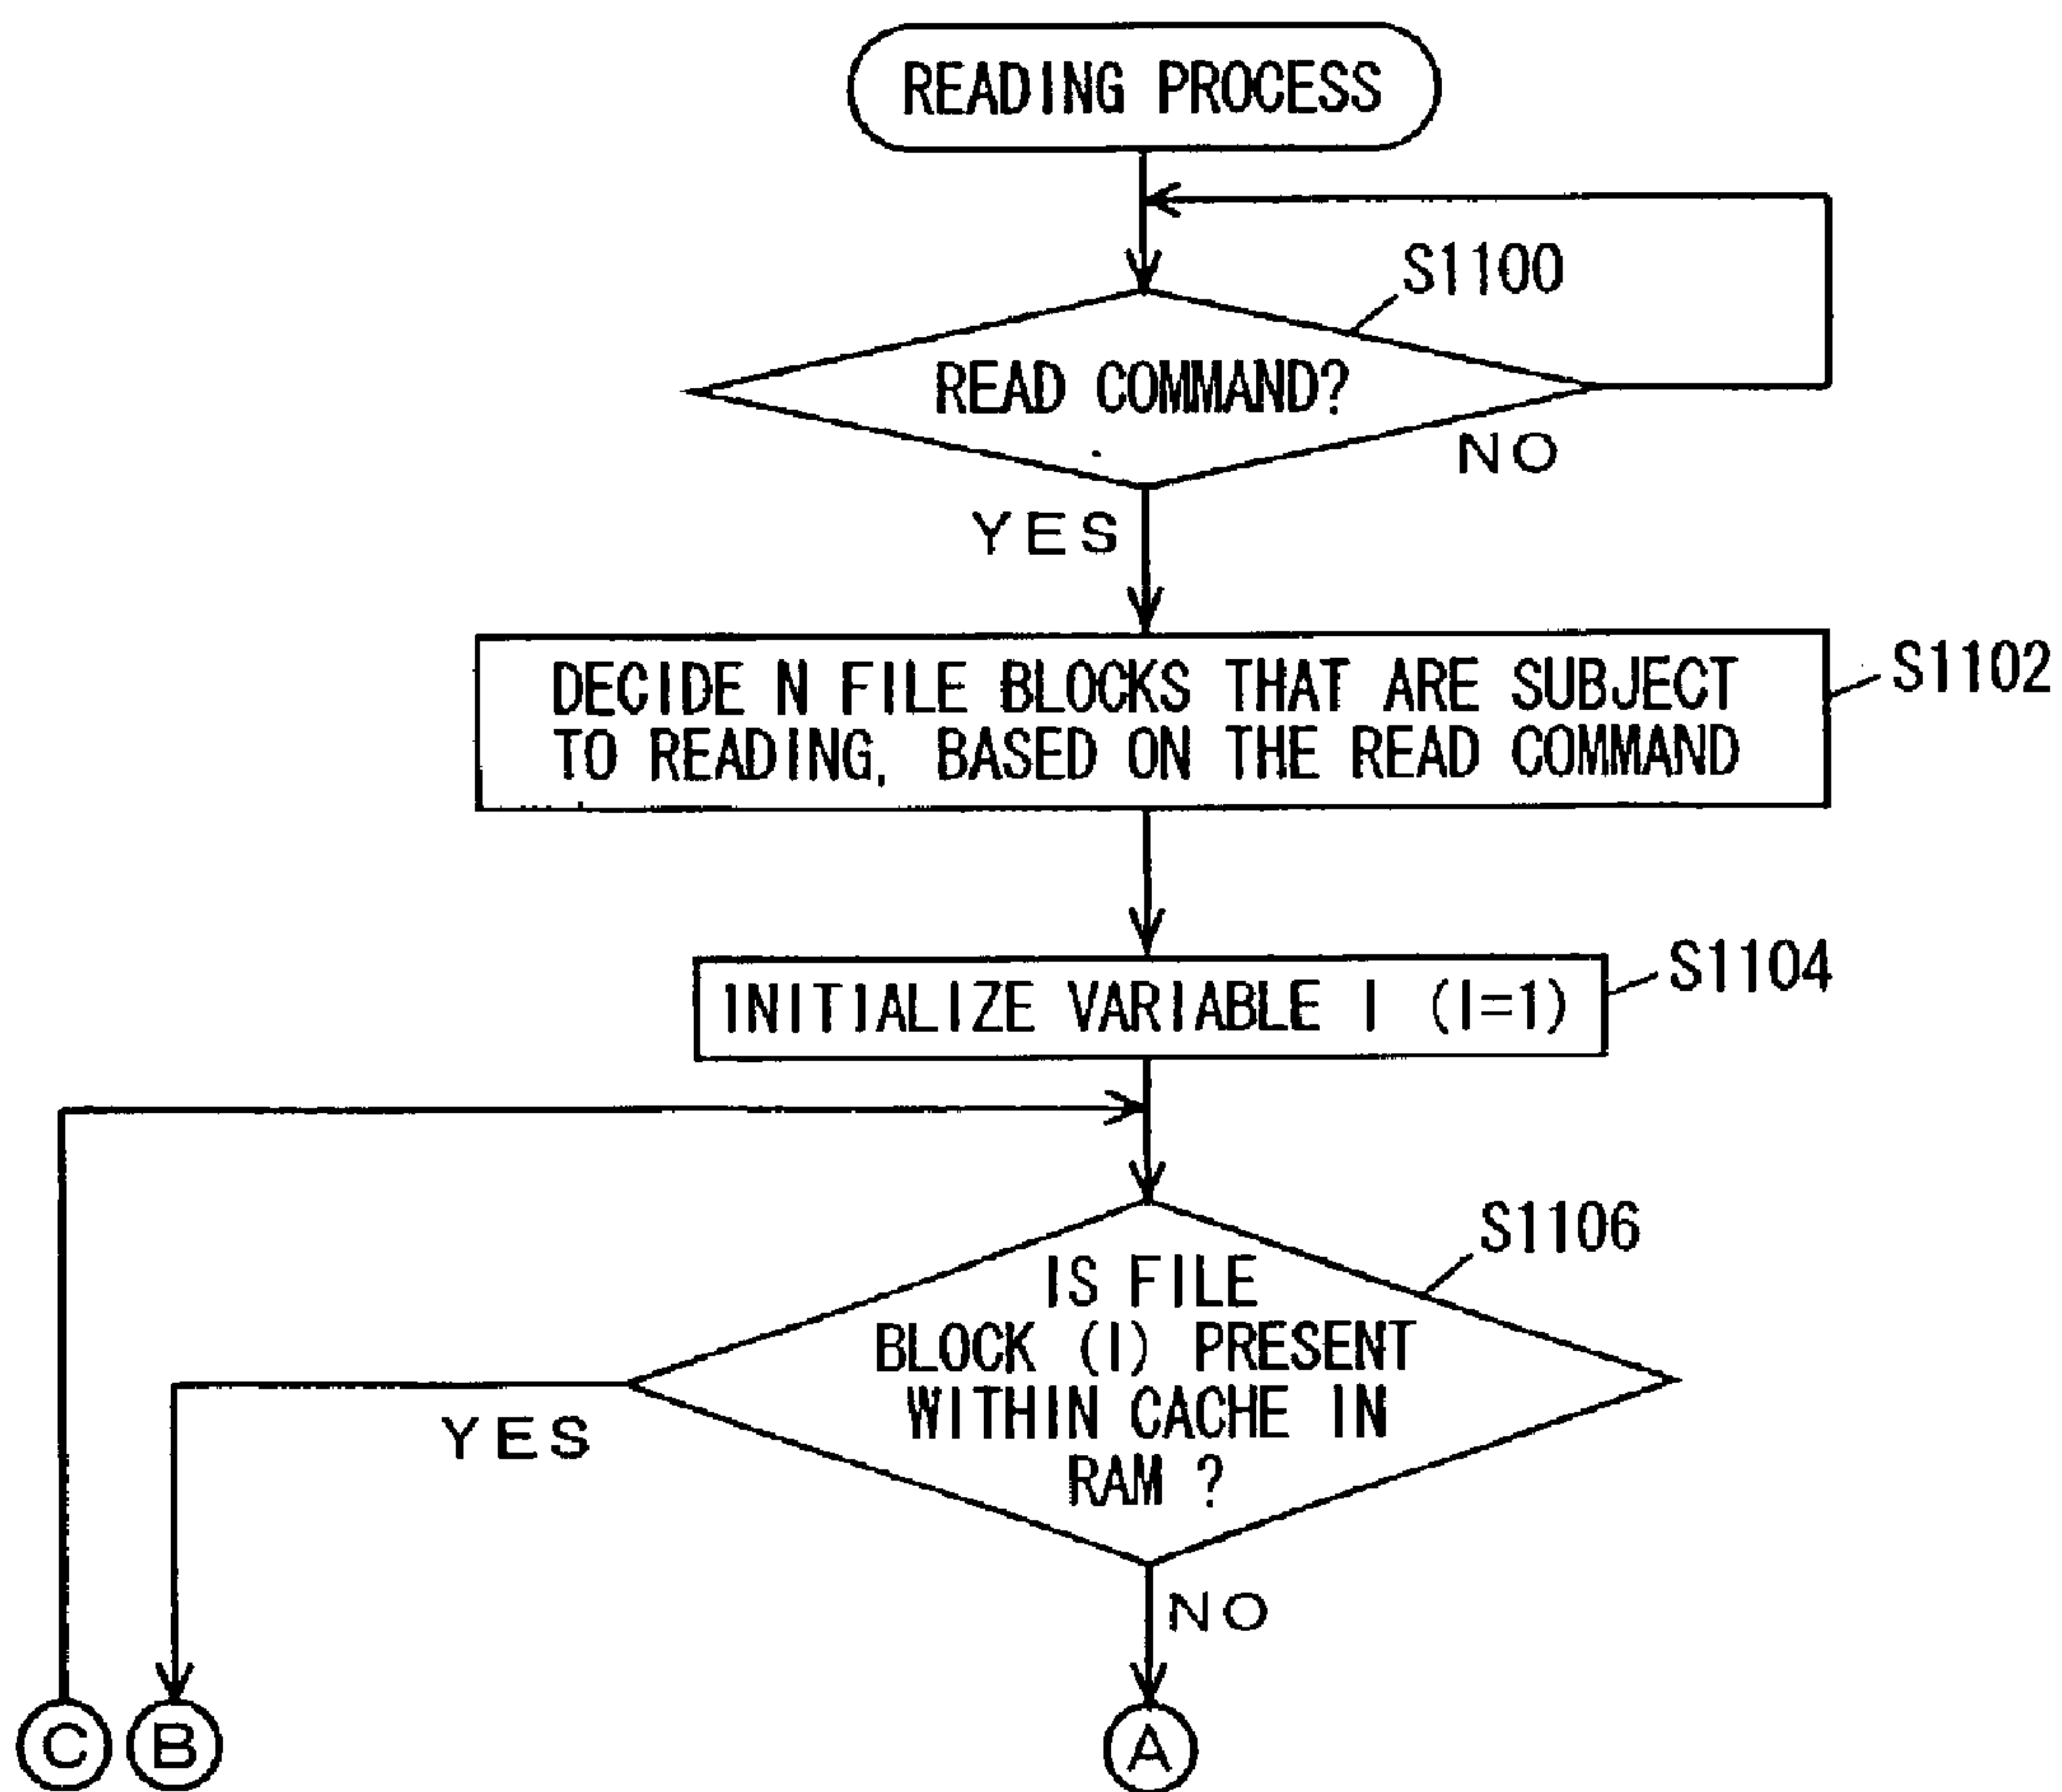 READING PROCESS
S1100
READ COMMAND?
NO
YES
DECIDE N FILE BLOCKS THAT ARE SUBJECT
TO READING, BASED ON THE READ COMMAND
S1102
INITIALIZE VARIABLE I (I=1)
S1104
S1106
IS FILE
BLOCK (I) PRESENT
WITHIN CACHE IN
RAM ?
YES
NO
C
B
A